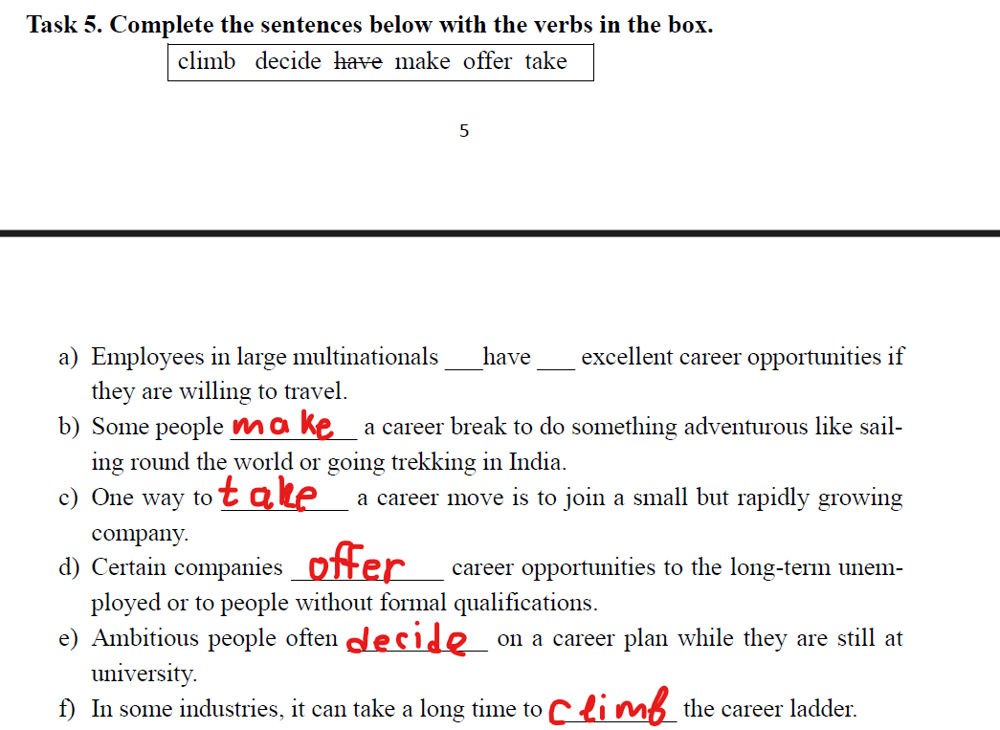 Task 5. Complete the sentences below with the verbs in the box.
climb decide have make offer take
5
a) Employees in large multinationals ___have ___ excellent career opportunities if
they are willing to travel.
b) Some people make a career break to do something adventurous like sail-
ing round the world or going trekking in India.
c) One way to take a career move is to join a small but rapidly growing
company.
d) Certain companies offer career opportunities to the long-term unem-
ployed or to people without formal qualifications.
e) Ambitious people often decide on a career plan while they are still at
university.
f) In some industries, it can take a long time to climb the career ladder.